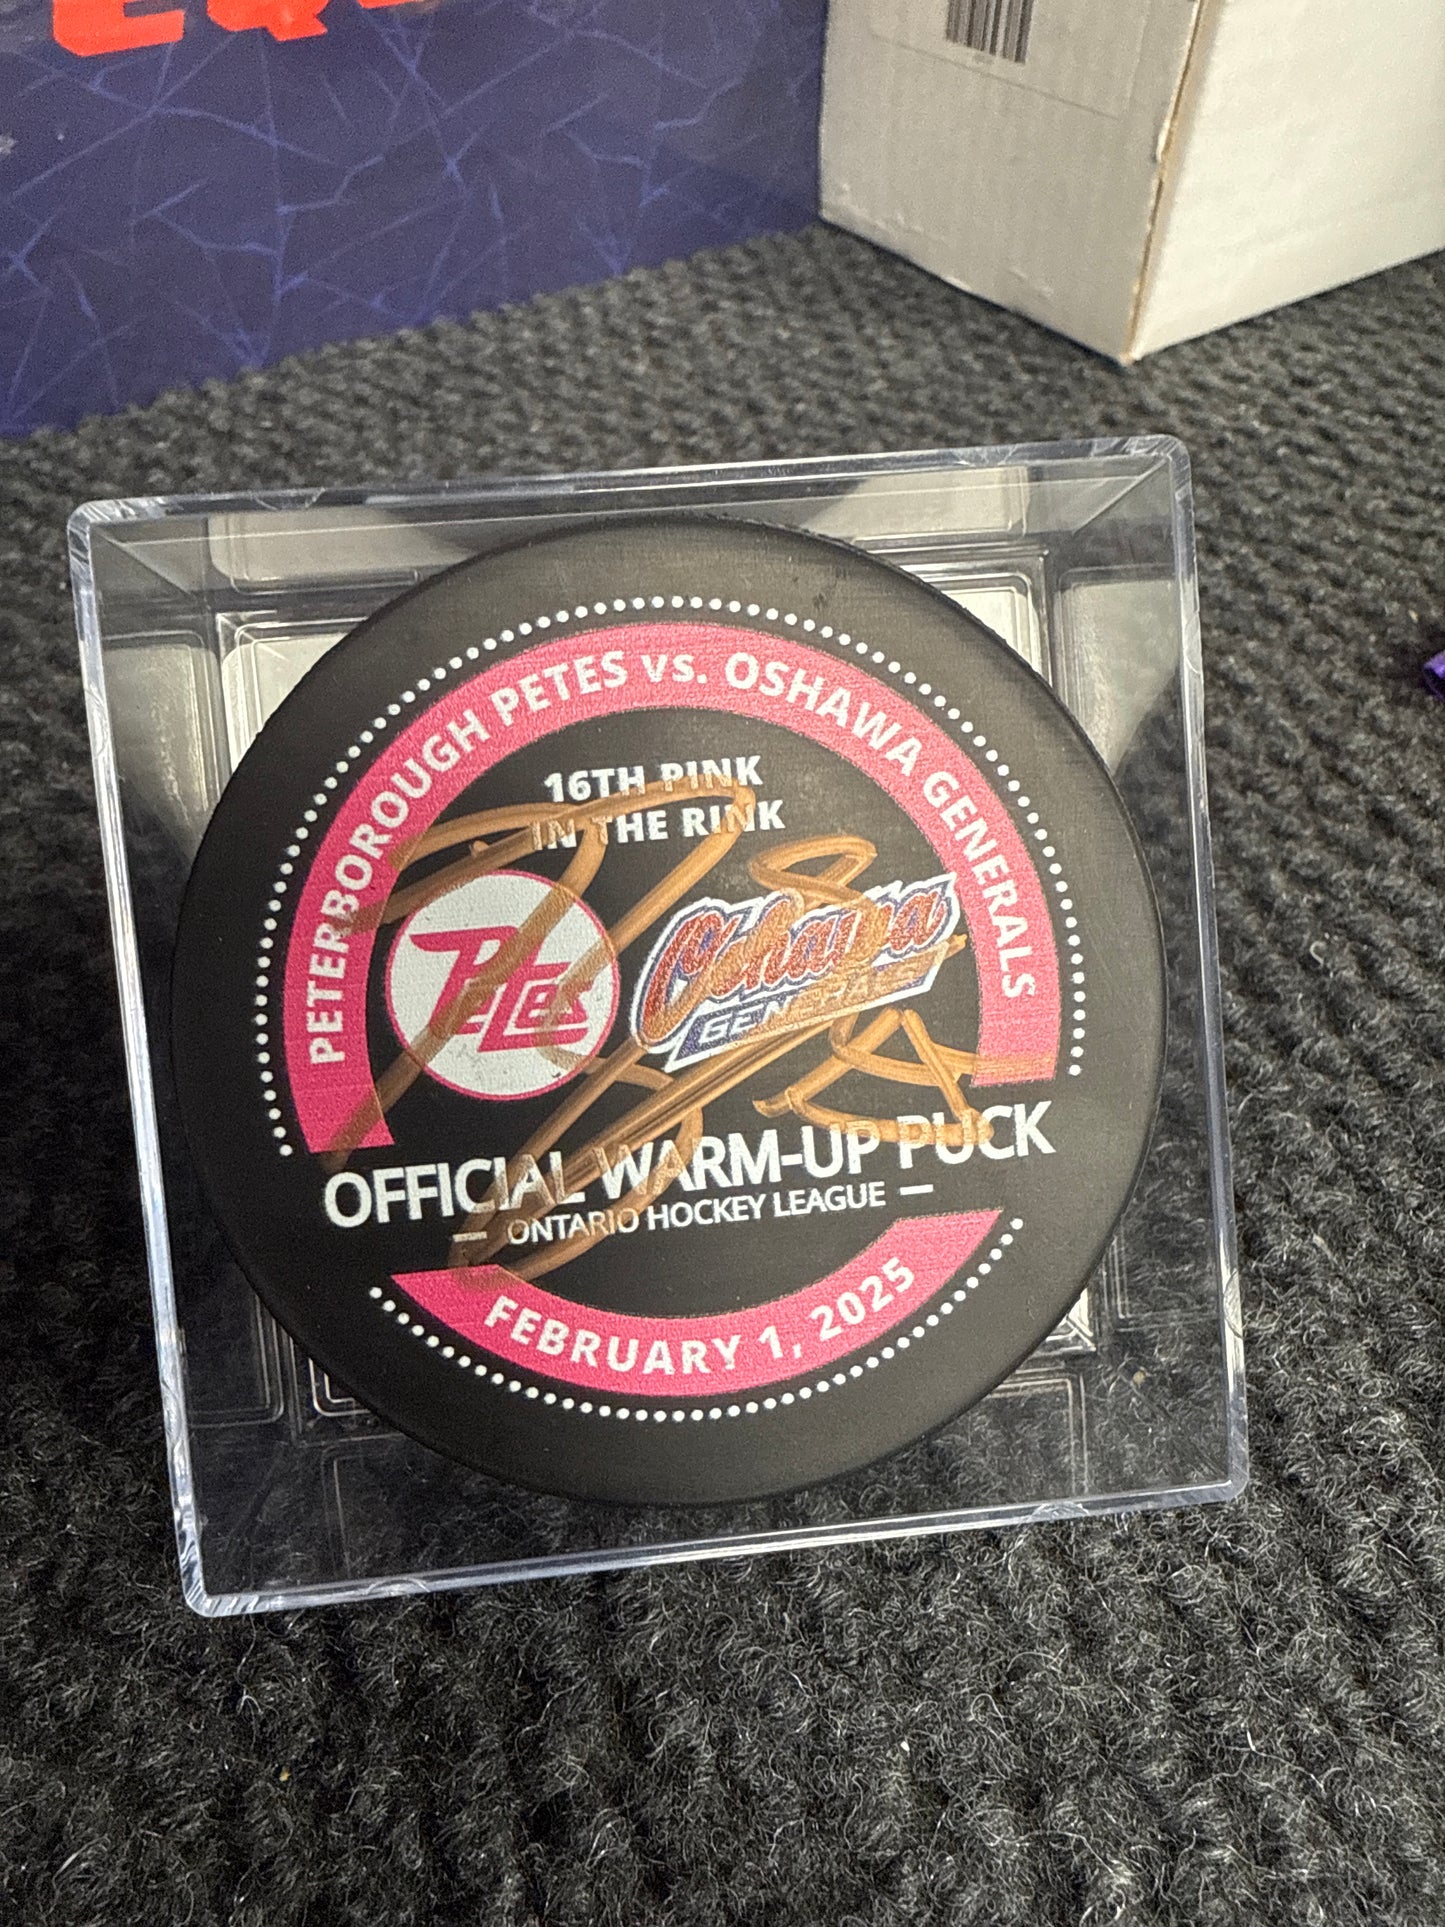 PETERBOROUGH PETES VS. OSHAWA GENERALS
16TH PINK
IN THE RINK
PETES
Oshawa
GENERALS
OFFICIAL WARM-UP PUCK
ONTARIO HOCKEY LEAGUE
FEBRUARY 1, 2025